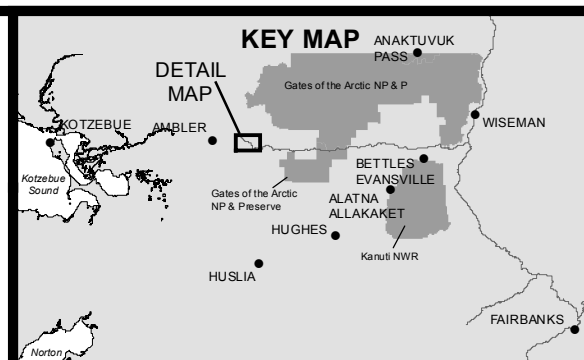 KEY MAP
ANAKTUVUK
PASS
DETAIL
MAP
Gates of the Arctic NP & P
KOTZEBUE
AMBLER
WISEMAN
Kotzebue
Sound
BETTLES
EVANSVILLE
Gates of the Arctic
NP & Preserve
ALATNA
ALLAKAKET
HUGHES
Kanuti NWR
HUSLIA
FAIRBANKS
Norton